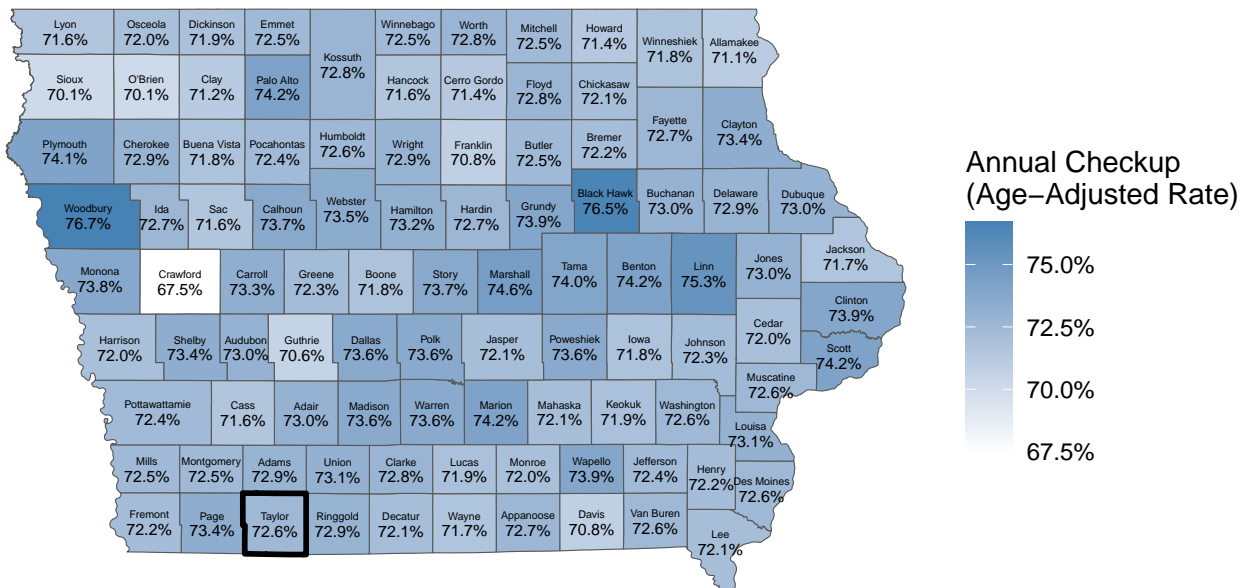 Lyon
71.6%
Osceola
72.0%
Dickinson
71.9%
Emmet
72.5%
Kossuth
72.8%
Winnebago
72.5%
Worth
72.8%
Mitchell
72.5%
Howard
71.4%
Winneshiek
71.8%
Allamakee
71.1%
Sioux
70.1%
O'Brien
70.1%
Clay
71.2%
Palo Alto
74.2%
Hancock
71.6%
Cerro Gordo
71.4%
Floyd
72.8%
Chickasaw
72.1%
Fayette
72.7%
Clayton
73.4%
Plymouth
74.1%
Cherokee
72.9%
Buena Vista
71.8%
Pocahontas
72.4%
Humboldt
72.6%
Wright
72.9%
Franklin
70.8%
Butler
72.5%
Bremer
72.2%
Woodbury
76.7%
Ida
72.7%
Sac
71.6%
Calhoun
73.7%
Webster
73.5%
Hamilton
73.2%
Hardin
72.7%
Grundy
73.9%
Black Hawk
76.5%
Buchanan
73.0%
Delaware
72.9%
Dubuque
73.0%
Monona
73.8%
Crawford
67.5%
Carroll
73.3%
Greene
72.3%
Boone
71.8%
Story
73.7%
Marshall
74.6%
Tama
74.0%
Benton
74.2%
Linn
75.3%
Jones
73.0%
Jackson
71.7%
Clinton
73.9%
Harrison
72.0%
Shelby
73.4%
Audubon
73.0%
Guthrie
70.6%
Dallas
73.6%
Polk
73.6%
Jasper
72.1%
Poweshiek
73.6%
Iowa
71.8%
Johnson
72.3%
Cedar
72.0%
Scott
74.2%
Muscatine
72.6%
Pottawattamie
72.4%
Cass
71.6%
Adair
73.0%
Madison
73.6%
Warren
73.6%
Marion
74.2%
Mahaska
72.1%
Keokuk
71.9%
Washington
72.6%
Louisa
73.1%
Mills
72.5%
Montgomery
72.5%
Adams
72.9%
Union
73.1%
Clarke
72.8%
Lucas
71.9%
Monroe
72.0%
Wapello
73.9%
Jefferson
72.4%
Henry
72.2%
Des Moines
72.6%
Fremont
72.2%
Page
73.4%
Taylor
72.6%
Ringgold
72.9%
Decatur
72.1%
Wayne
71.7%
Appanoose
72.7%
Davis
70.8%
Van Buren
72.6%
Lee
72.1%
Annual Checkup
(Age−Adjusted Rate)
75.0%
72.5%
70.0%
67.5%